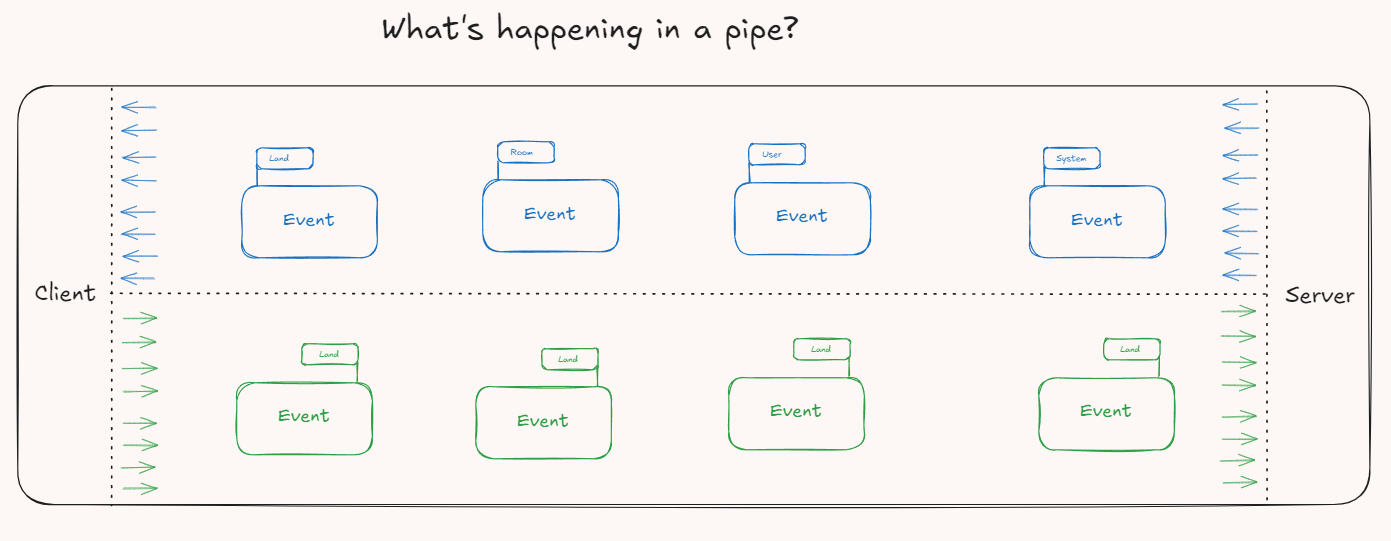 What's happening in a pipe?
Land
Room
User
System
Event
Event
Event
Event
Client
Server
Land
Land
Land
Land
Event
Event
Event
Event